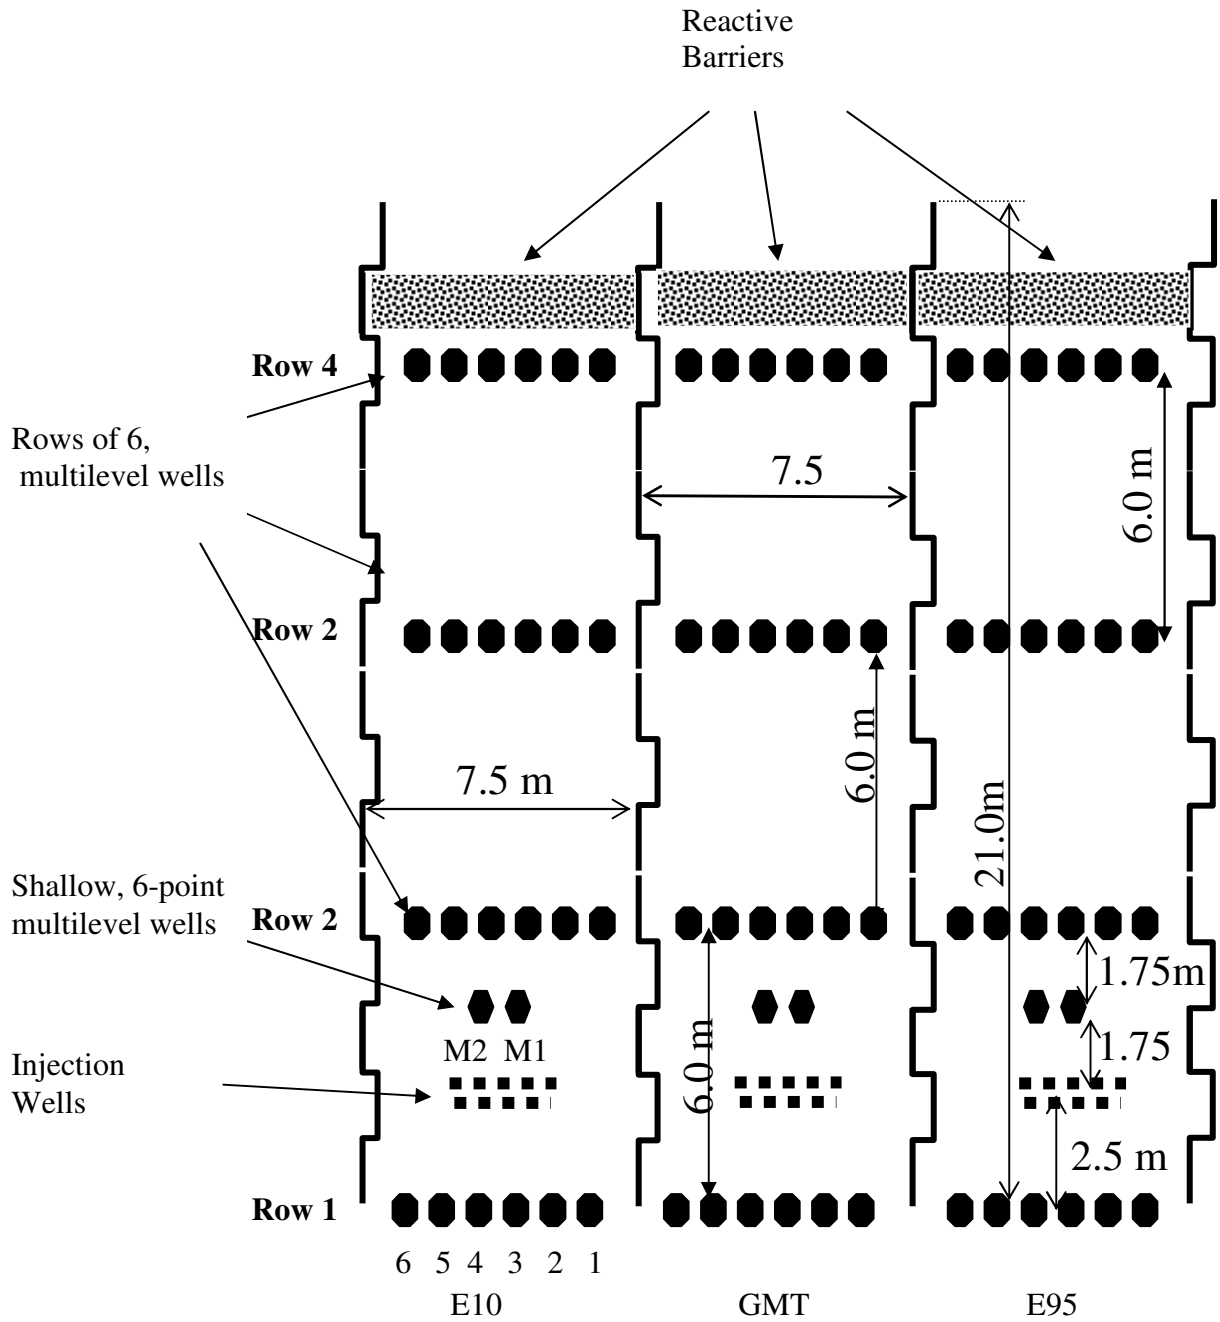 Reactive
Barriers
Row 4
Rows of 6,
multilevel wells
7.5
6.0 m
Row 2
6.0 m
7.5 m
21.0m
Shallow, 6-point
multilevel wells
Row 2
1.75m
M2 M1
6.0 m
1.75
Injection
Wells
2.5 m
Row 1
6 5 4 3 2 1
E10 GMT E95